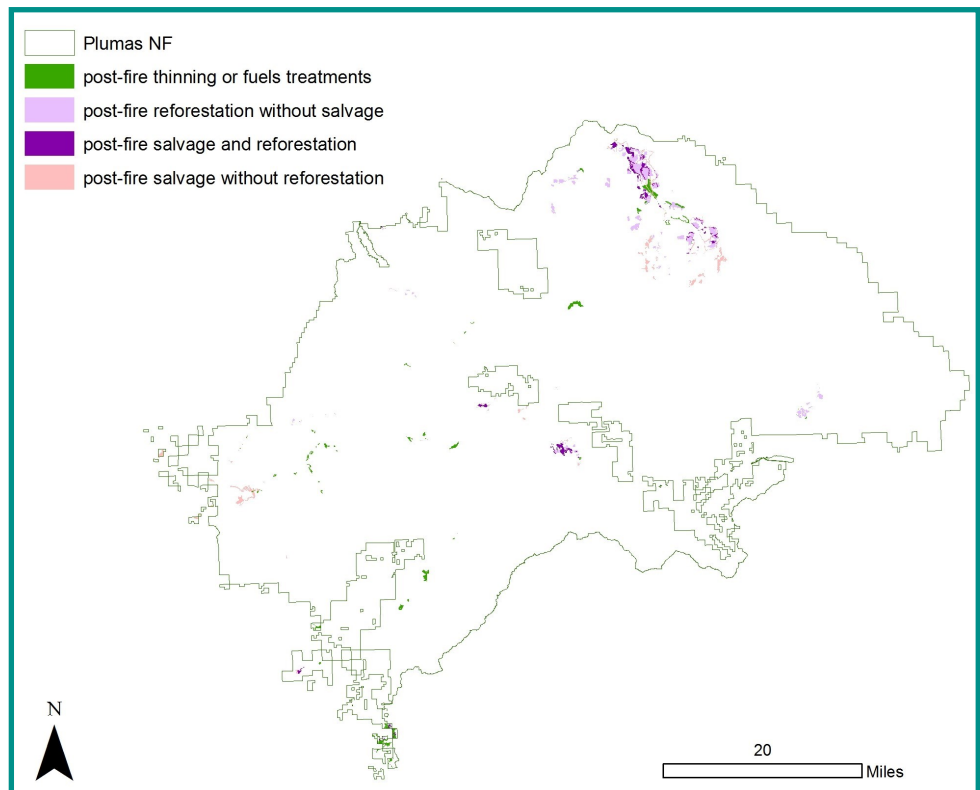 Plumas NF
post-fire thinning or fuels treatments
post-fire reforestation without salvage
post-fire salvage and reforestation
post-fire salvage without reforestation
N
20
Miles